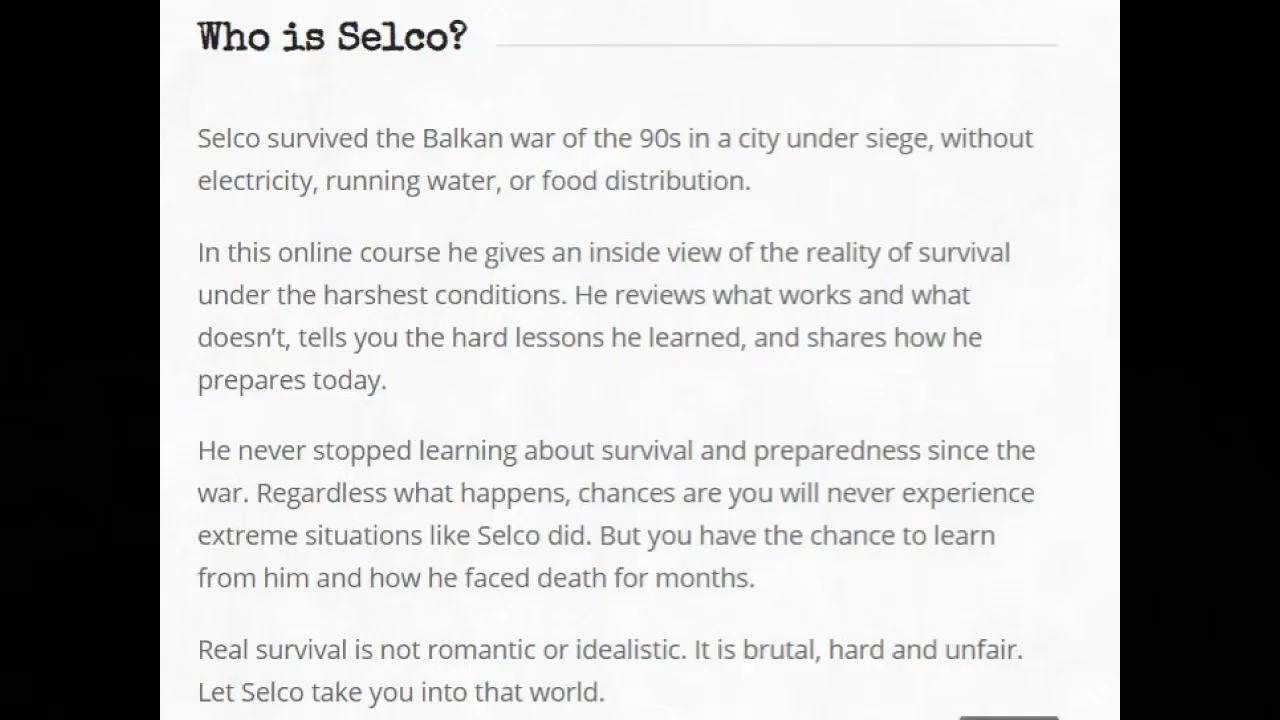 Who is Selco?
Selco survived the Balkan war of the 90s in a city under siege, without
electricity, running water, or food distribution.
In this online course he gives an inside view of the reality of survival
under the harshest conditions. He reviews what works and what
doesn’t, tells you the hard lessons he learned, and shares how he
prepares today.
He never stopped learning about survival and preparedness since the
war. Regardless what happens, chances are you will never experience
extreme situations like Selco did. But you have the chance to learn
from him and how he faced death for months.
Real survival is not romantic or idealistic. It is brutal, hard and unfair.
Let Selco take you into that world.